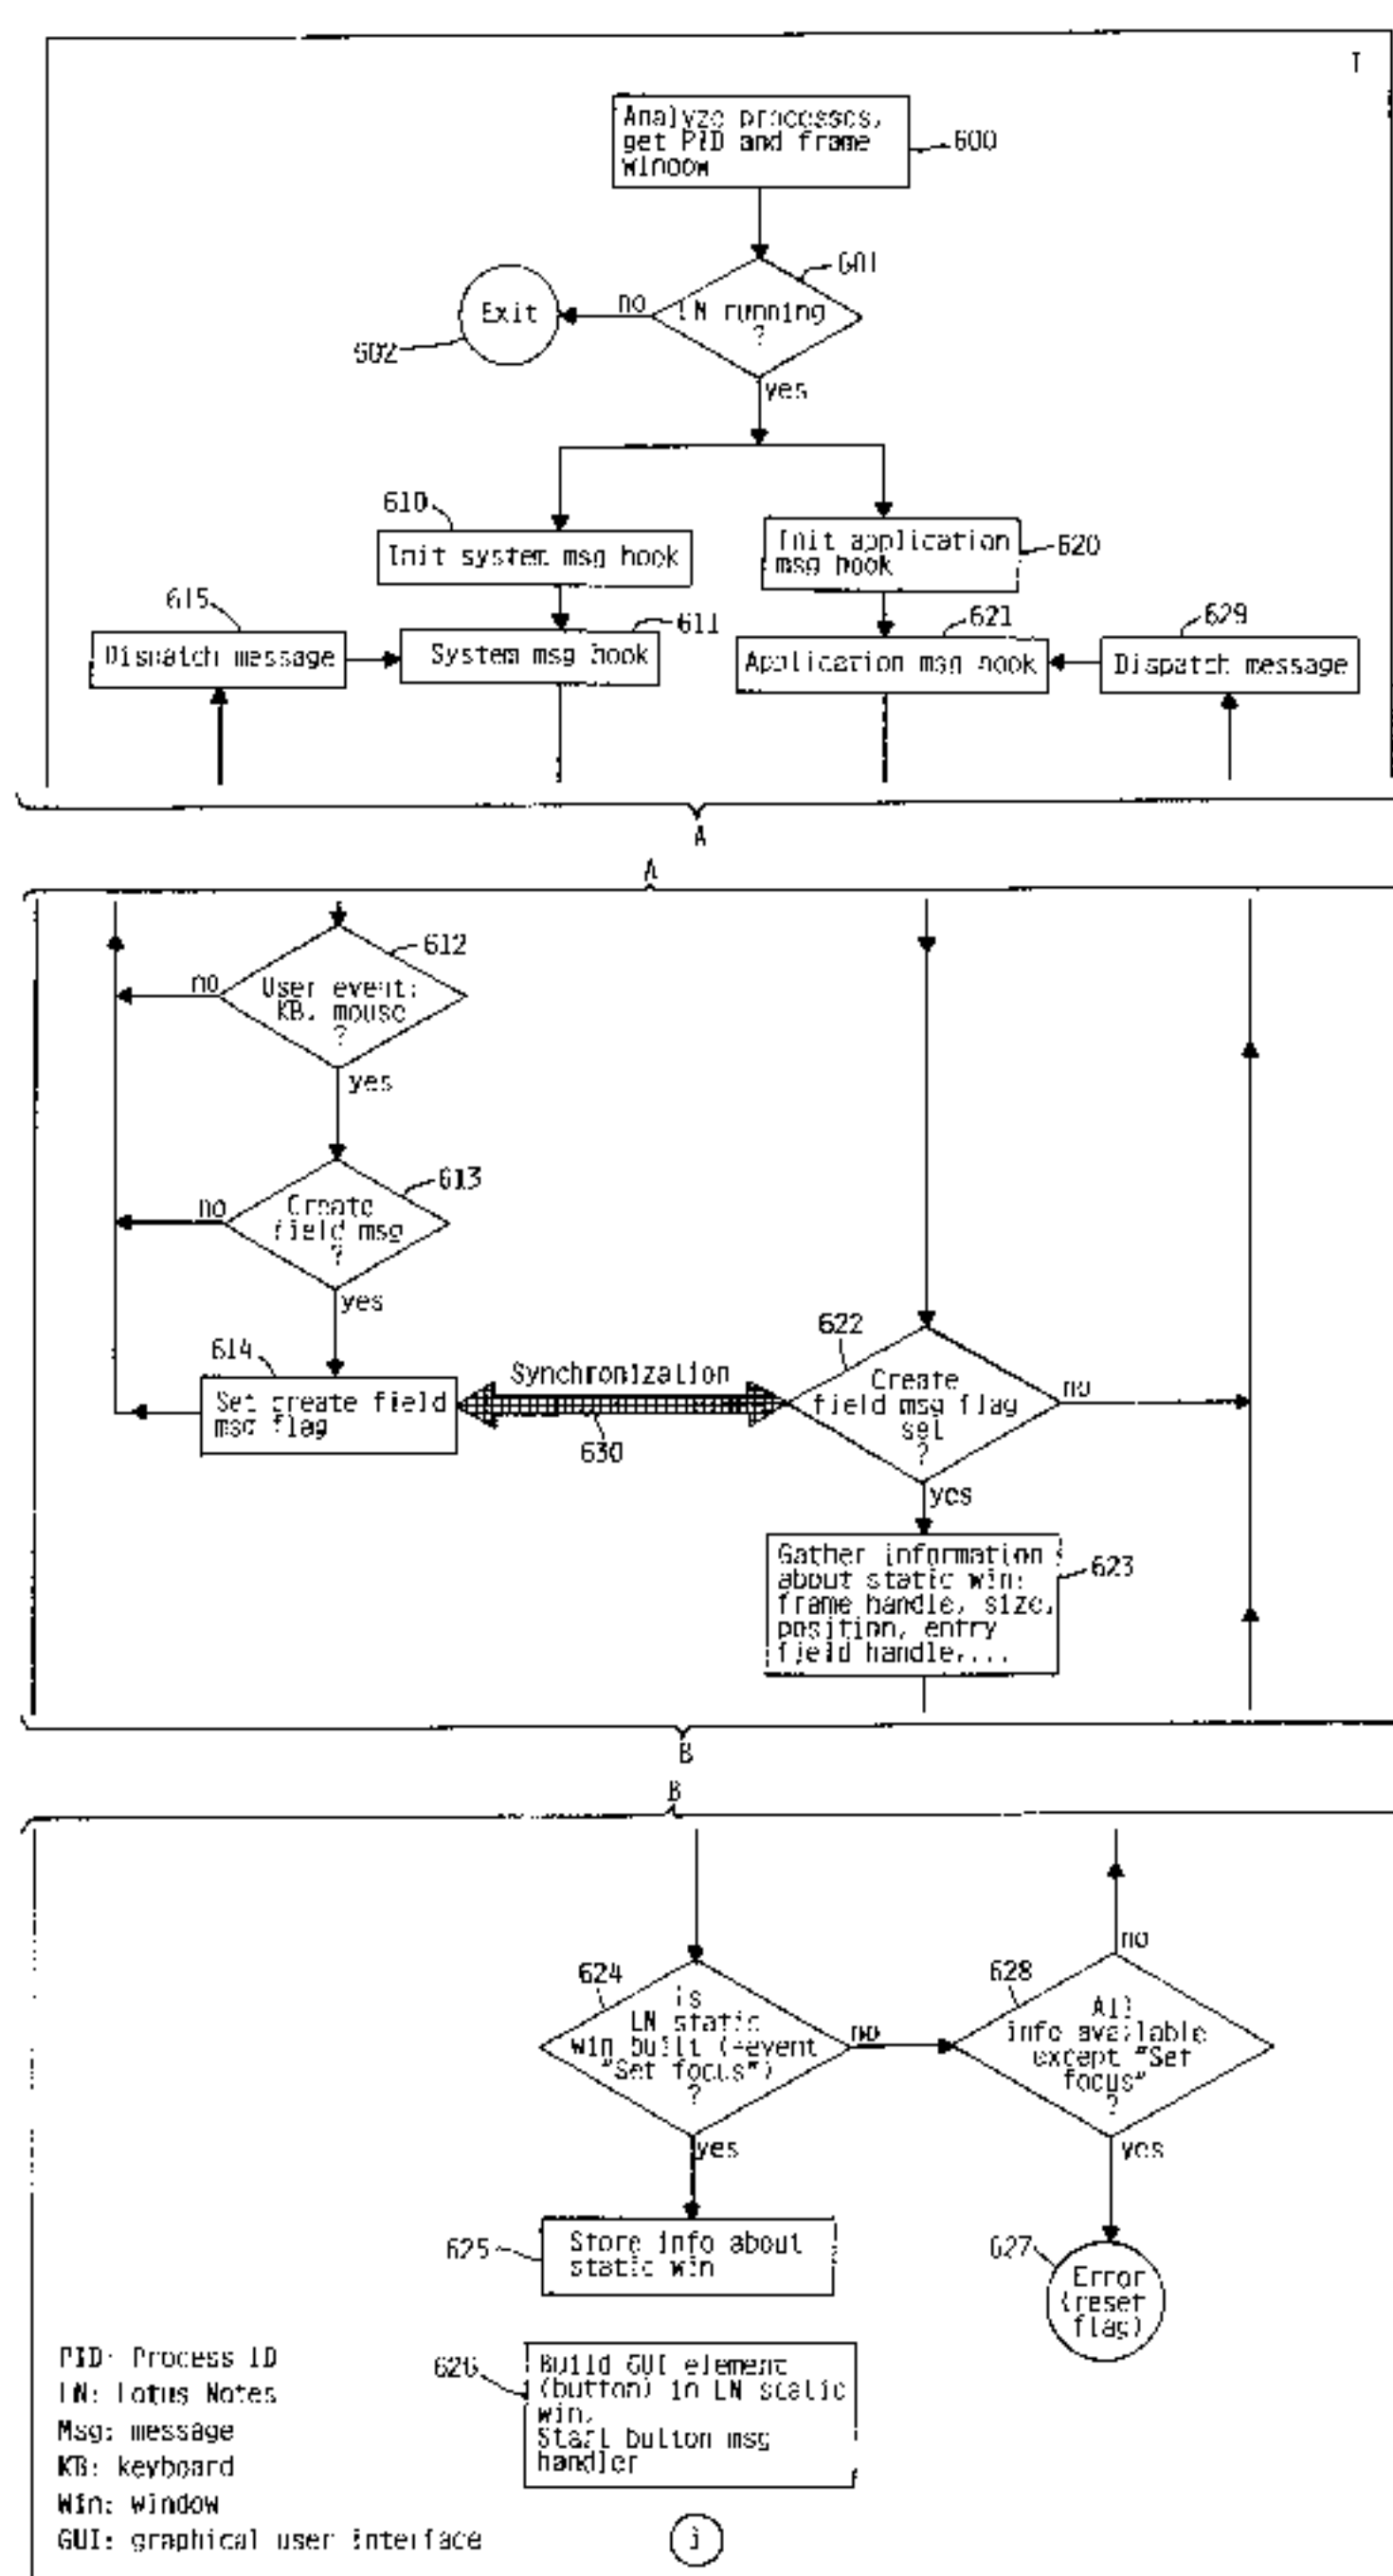 I
Analyze processes,
get PID and frame
window
600
601
LN running
?
no
Exit
602
yes
610
Init system msg hook
Init application
msg hook
620
615
Dispatch message
System msg hook
611
621
Application msg hook
629
Dispatch message
A
A
612
User event:
KB, mouse
?
no
yes
613
Create
field msg
?
no
yes
614
Set create field
msg flag
Synchronization
630
622
Create
field msg flag
set
?
no
yes
Gather information
about static win:
frame handle, size,
position, entry
field handle,...
623
B
B
624
is
LN static
win built (=event
"Set focus")
?
no
yes
628
All
info available
except "Set
focus"
?
no
yes
625
Store info about
static win
627
Error
(reset
flag)
626
Build GUI element
(button) in LN static
win,
Start button msg
handler
PID: Process ID
LN: Lotus Notes
Msg: message
KB: keyboard
Win: window
GUI: graphical user interface
i